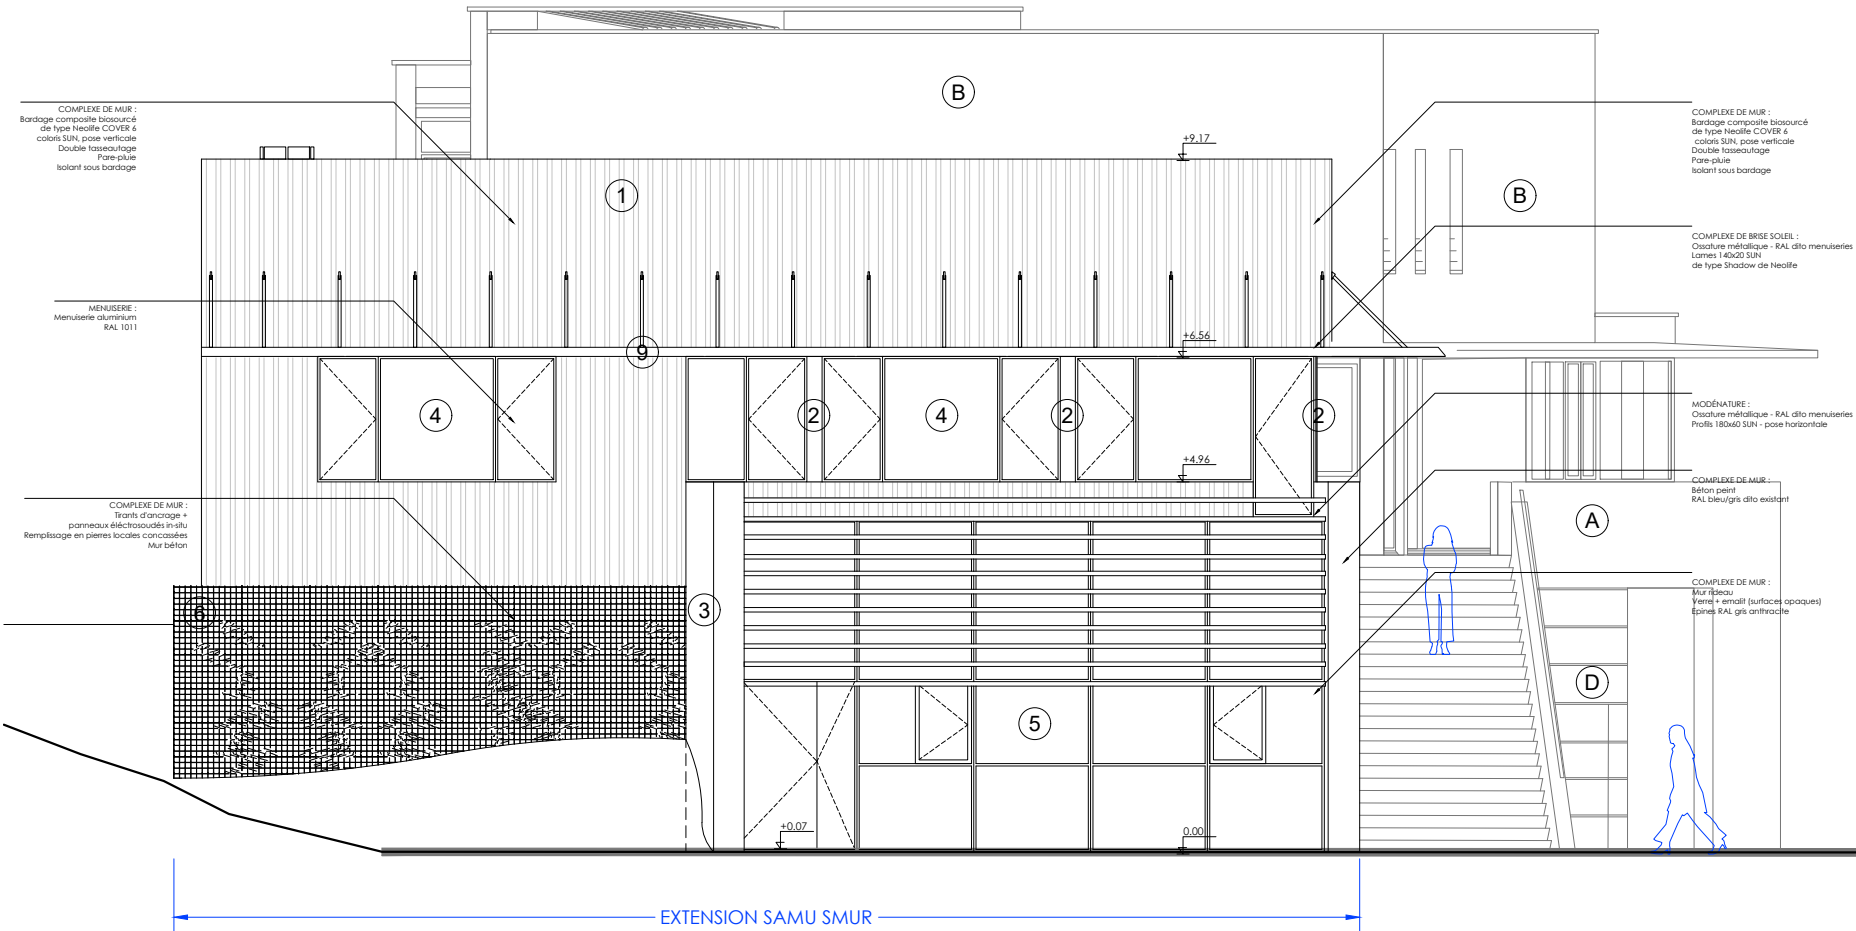 B
COMPLEXE DE MUR :
Bardage composite biosourcé
de type Neolife COVER 6
coloris SUN, pose verticale
Double tasseautage
Pare-pluie
Isolant sous bardage
COMPLEXE DE MUR :
Bardage composite biosourcé
de type Neolife COVER 6
coloris SUN, pose verticale
Double tasseautage
Pare-pluie
Isolant sous bardage
+9.17
1
B
COMPLEXE DE BRISE SOLEIL :
Ossature métallique - RAL dito menuiseries
Lames 140x20 SUN
de type Shadow de Neolife
MENUISERIE :
Menuiserie aluminium
RAL 1011
+6.56
9
4
2
4
2
2
MODÉNATURE :
Ossature métallique - RAL dito menuiseries
Profils 180x60 SUN - pose horizontale
+4.96
COMPLEXE DE MUR :
Béton peint
RAL bleu/gris dito existant
A
COMPLEXE DE MUR :
Tirants d'ancrage +
panneaux éléctrosoudés in-situ
Remplissage en pierres locales concassées
Mur béton
6
3
COMPLEXE DE MUR :
Mur rideau
Verre + emalit (surfaces opaques)
Epines RAL gris anthracite
D
5
+0.07
0.00
EXTENSION SAMU SMUR